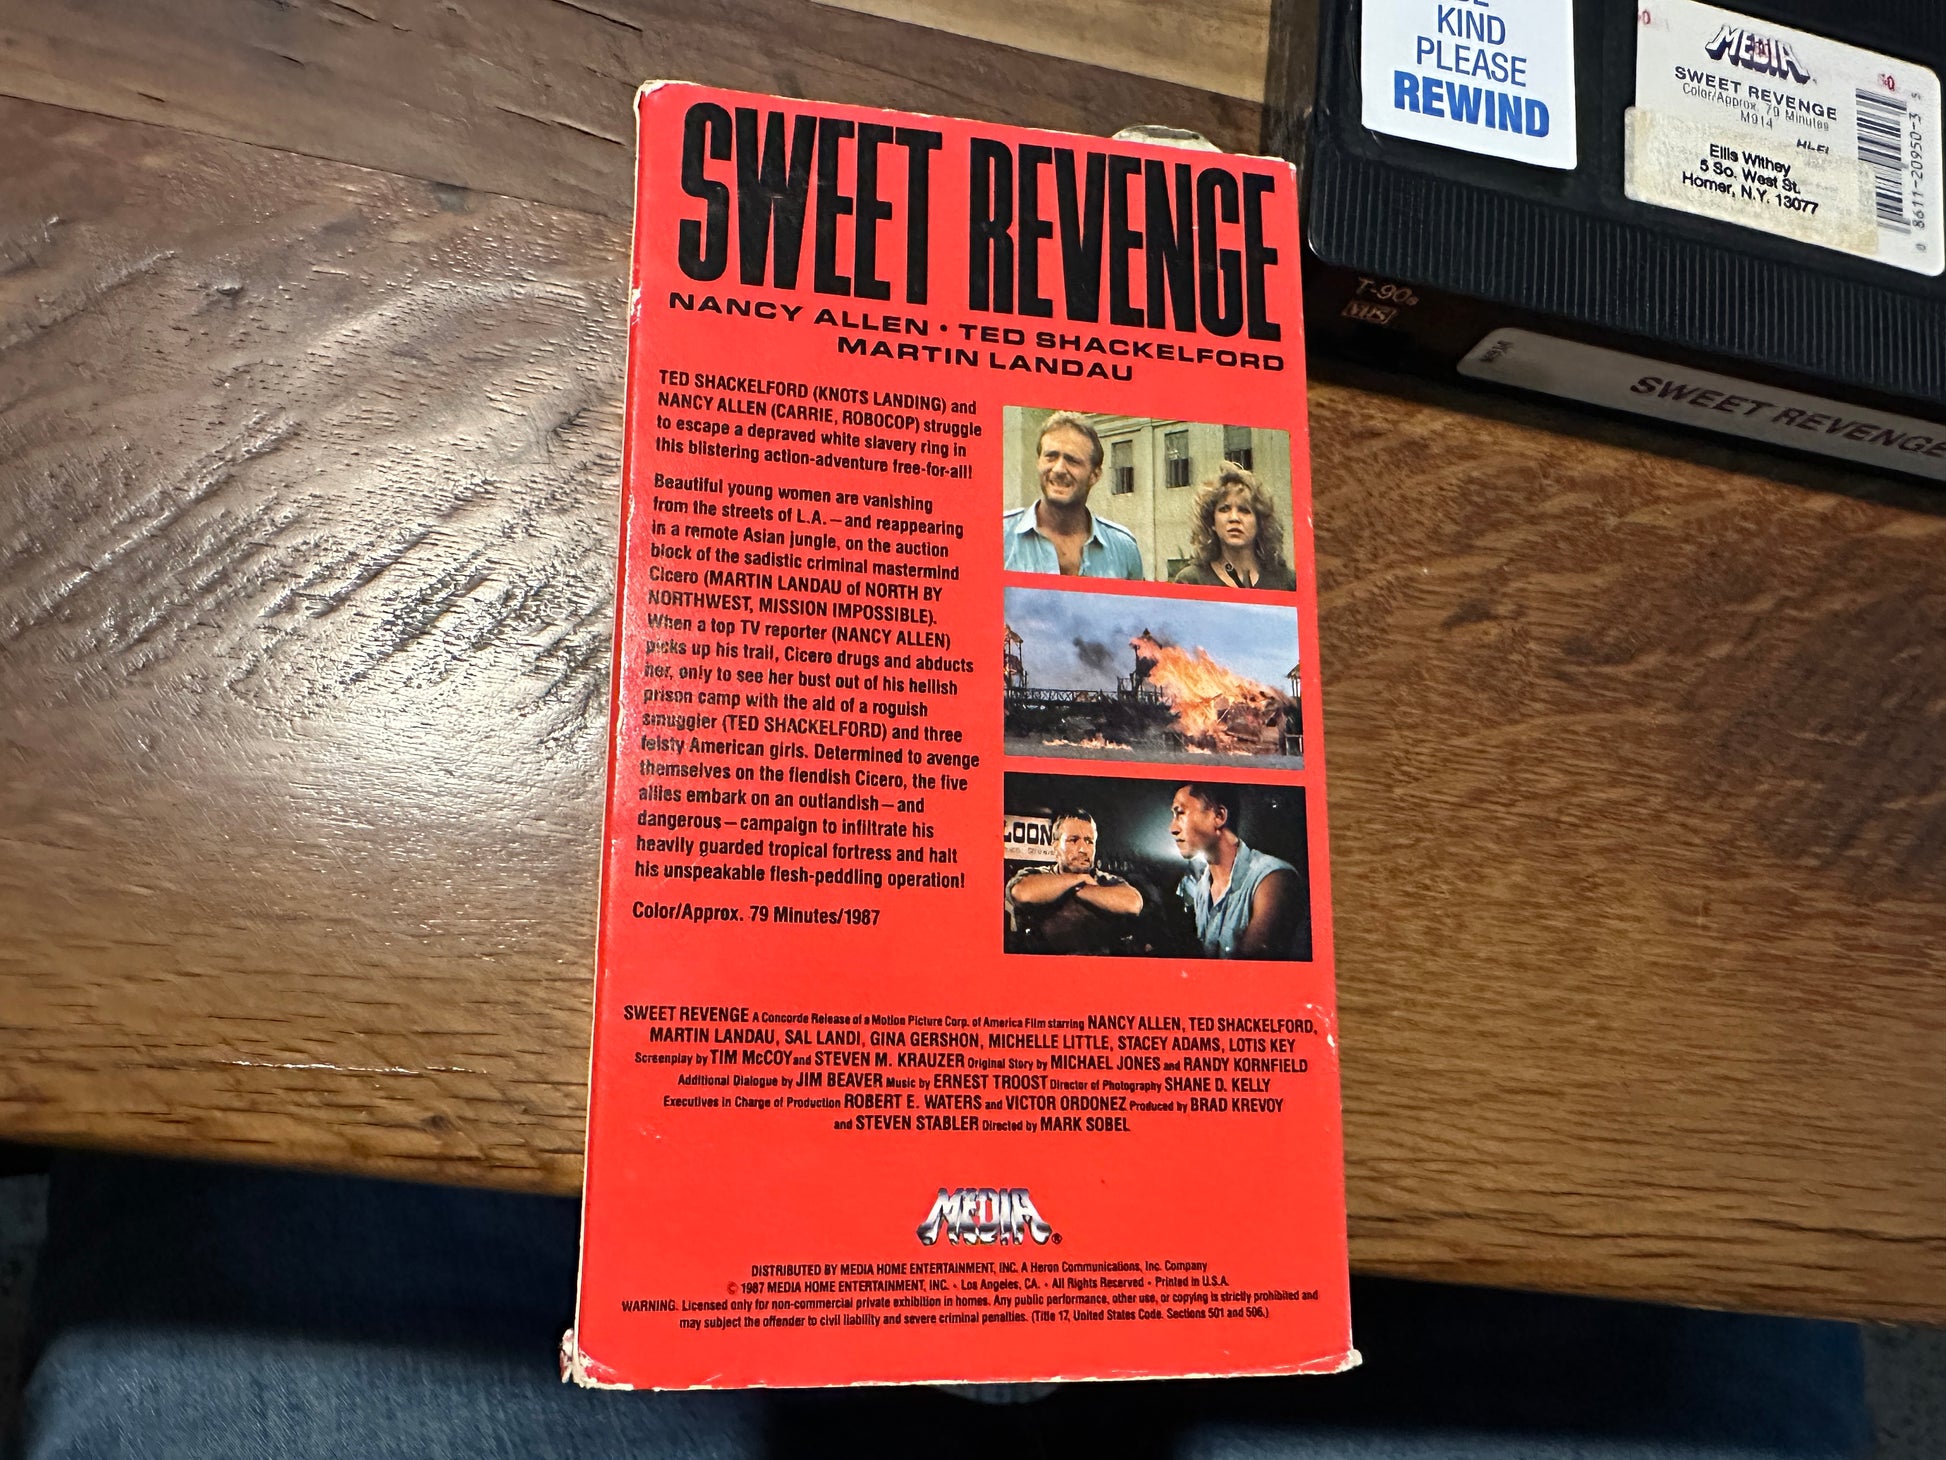 SWEET REVENGE
NANCY ALLEN • TED SHACKELFORD
MARTIN LANDAU
TED SHACKELFORD (KNOTS LANDING) and
NANCY ALLEN (CARRIE, ROBOCOP) struggle
to escape a depraved white slavery ring in
this blistering action-adventure free-for-all!
Beautiful young women are vanishing
from the streets of L.A.—and reappearing
in a remote Asian jungle, on the auction
block of the sadistic criminal mastermind
Cicero (MARTIN LANDAU of NORTH BY
NORTHWEST, MISSION IMPOSSIBLE).
When a top TV reporter (NANCY ALLEN)
picks up his trail, Cicero drugs and abducts
her, only to see her bust out of his hellish
prison camp with the aid of a roguish
smuggler (TED SHACKELFORD) and three
feisty American girls. Determined to avenge
themselves on the fiendish Cicero, the five
allies embark on an outlandish—and
dangerous—campaign to infiltrate his
heavily guarded tropical fortress and halt
his unspeakable flesh-peddling operation!
Color/Approx. 79 Minutes/1987
LOON
SWEET REVENGE A Concorde Release of a Motion Picture Corp. of America Film starring NANCY ALLEN, TED SHACKELFORD,
MARTIN LANDAU, SAL LANDI, GINA GERSHON, MICHELLE LITTLE, STACEY ADAMS, LOTIS KEY
Screenplay by TIM McCOY and STEVEN M. KRAUZER Original Story by MICHAEL JONES and RANDY KORNFIELD
Additional Dialogue by JIM BEAVER Music by ERNEST TROOST Director of Photography SHANE D. KELLY
Executives in Charge of Production ROBERT E. WATERS and VICTOR ORDONEZ Produced by BRAD KREVOY
and STEVEN STABLER Directed by MARK SOBEL
MEDIA®
DISTRIBUTED BY MEDIA HOME ENTERTAINMENT, INC. A Heron Communications, Inc. Company
© 1987 MEDIA HOME ENTERTAINMENT, INC. • Los Angeles, CA. • All Rights Reserved • Printed in U.S.A.
WARNING: Licensed only for non-commercial private exhibition in homes. Any public performance, other use, or copying is strictly prohibited and
may subject the offender to civil liability and severe criminal penalties. (Title 17, United States Code. Sections 501 and 506.)
KIND
PLEASE
REWIND
MEDIA
SWEET REVENGE
Color/Approx. 79 Minutes
M914
HLEI
Ellis Withey
5 So. West St.
Homer, N.Y. 13077
0 8611-20950-3
T-90s
VHS
SWEET REVENGE